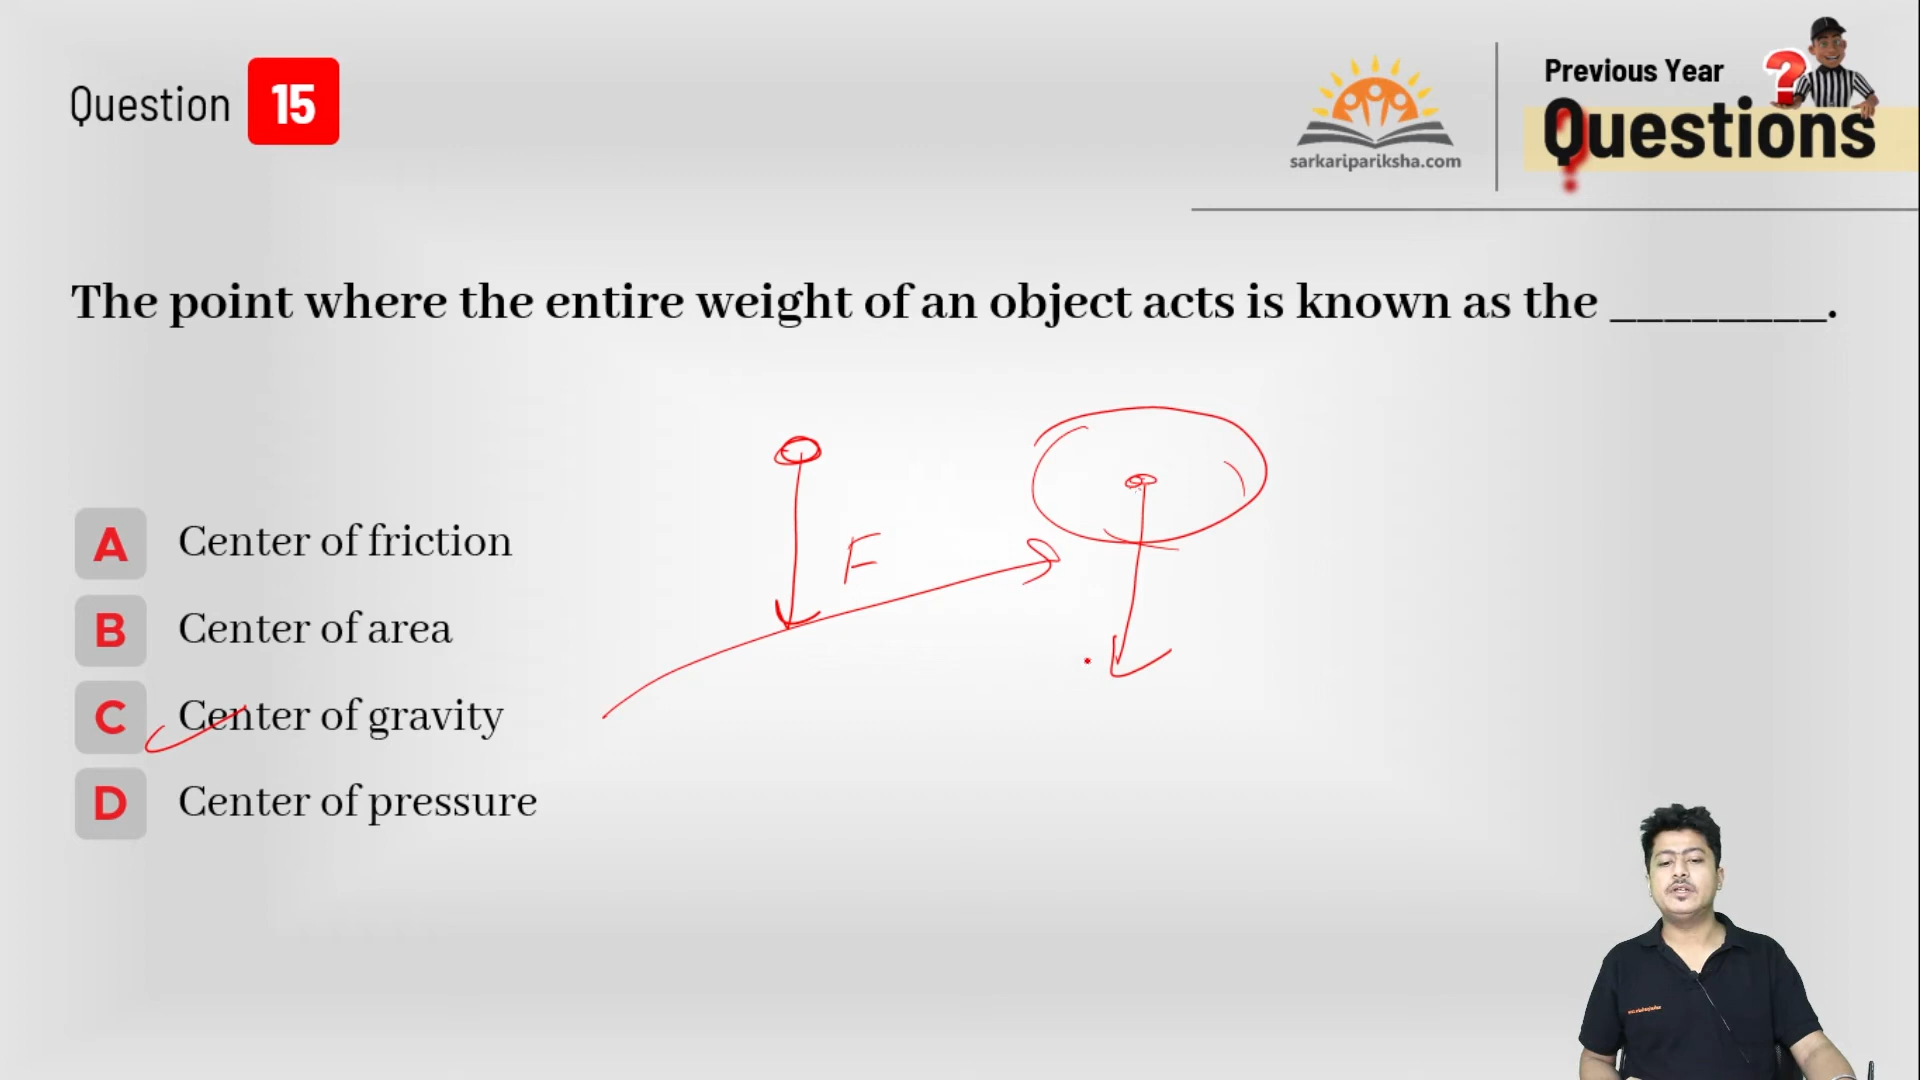 Question 15
sarkaripariksha.com
Previous Year
Questions
The point where the entire weight of an object acts is known as the ________.
F
A Center of friction
B Center of area
C Center of gravity
D Center of pressure